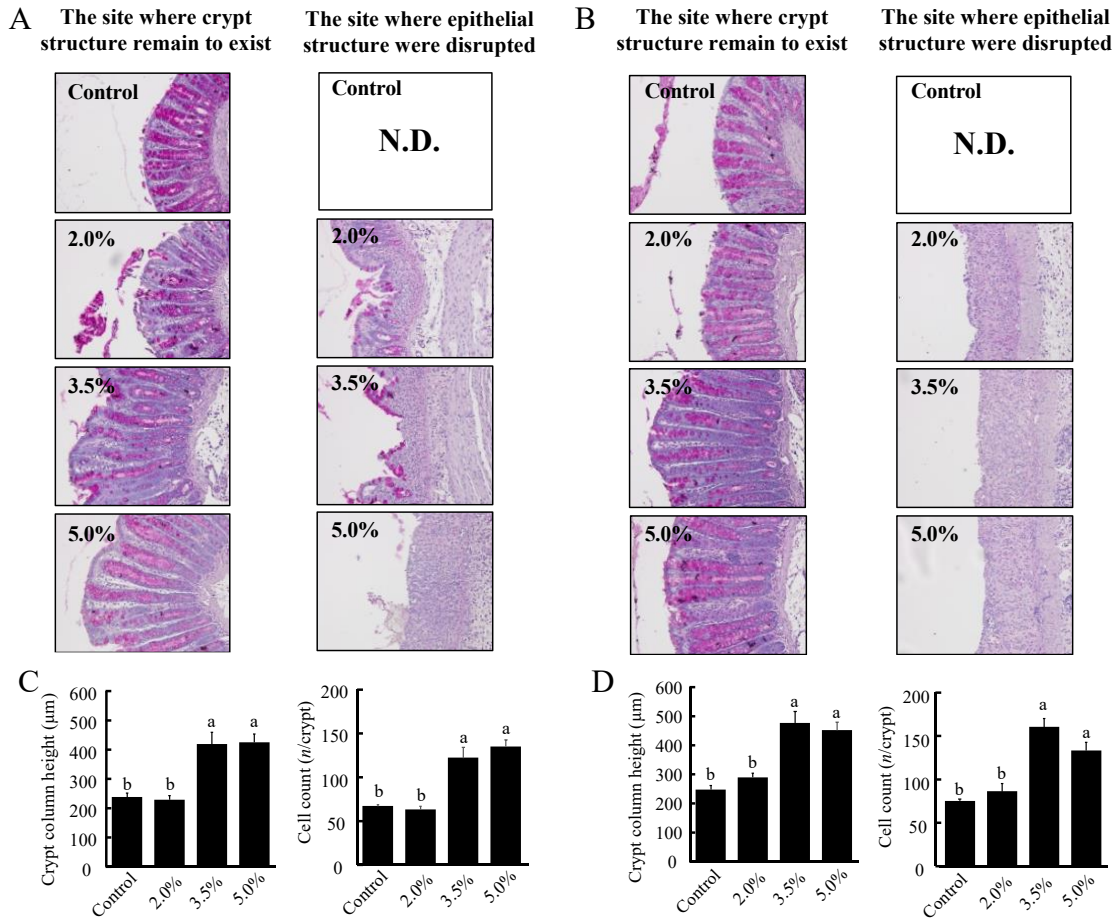 A
The site where crypt
structure remain to exist
The site where epithelial
structure were disrupted
Control
Control
N.D.
2.0%
2.0%
3.5%
3.5%
5.0%
5.0%
B
The site where crypt
structure remain to exist
The site where epithelial
structure were disrupted
Control
Control
N.D.
2.0%
2.0%
3.5%
3.5%
5.0%
5.0%
C
Crypt column height (μm)
600
500
400
300
200
100
0
b
b
a
a
Control
2.0%
3.5%
5.0%
Cell count (n/crypt)
200
150
100
50
0
b
b
a
a
Control
2.0%
3.5%
5.0%
D
Crypt column height (μm)
600
500
400
300
200
100
0
b
b
a
a
Control
2.0%
3.5%
5.0%
Cell count (n/crypt)
200
150
100
50
0
b
b
a
a
Control
2.0%
3.5%
5.0%